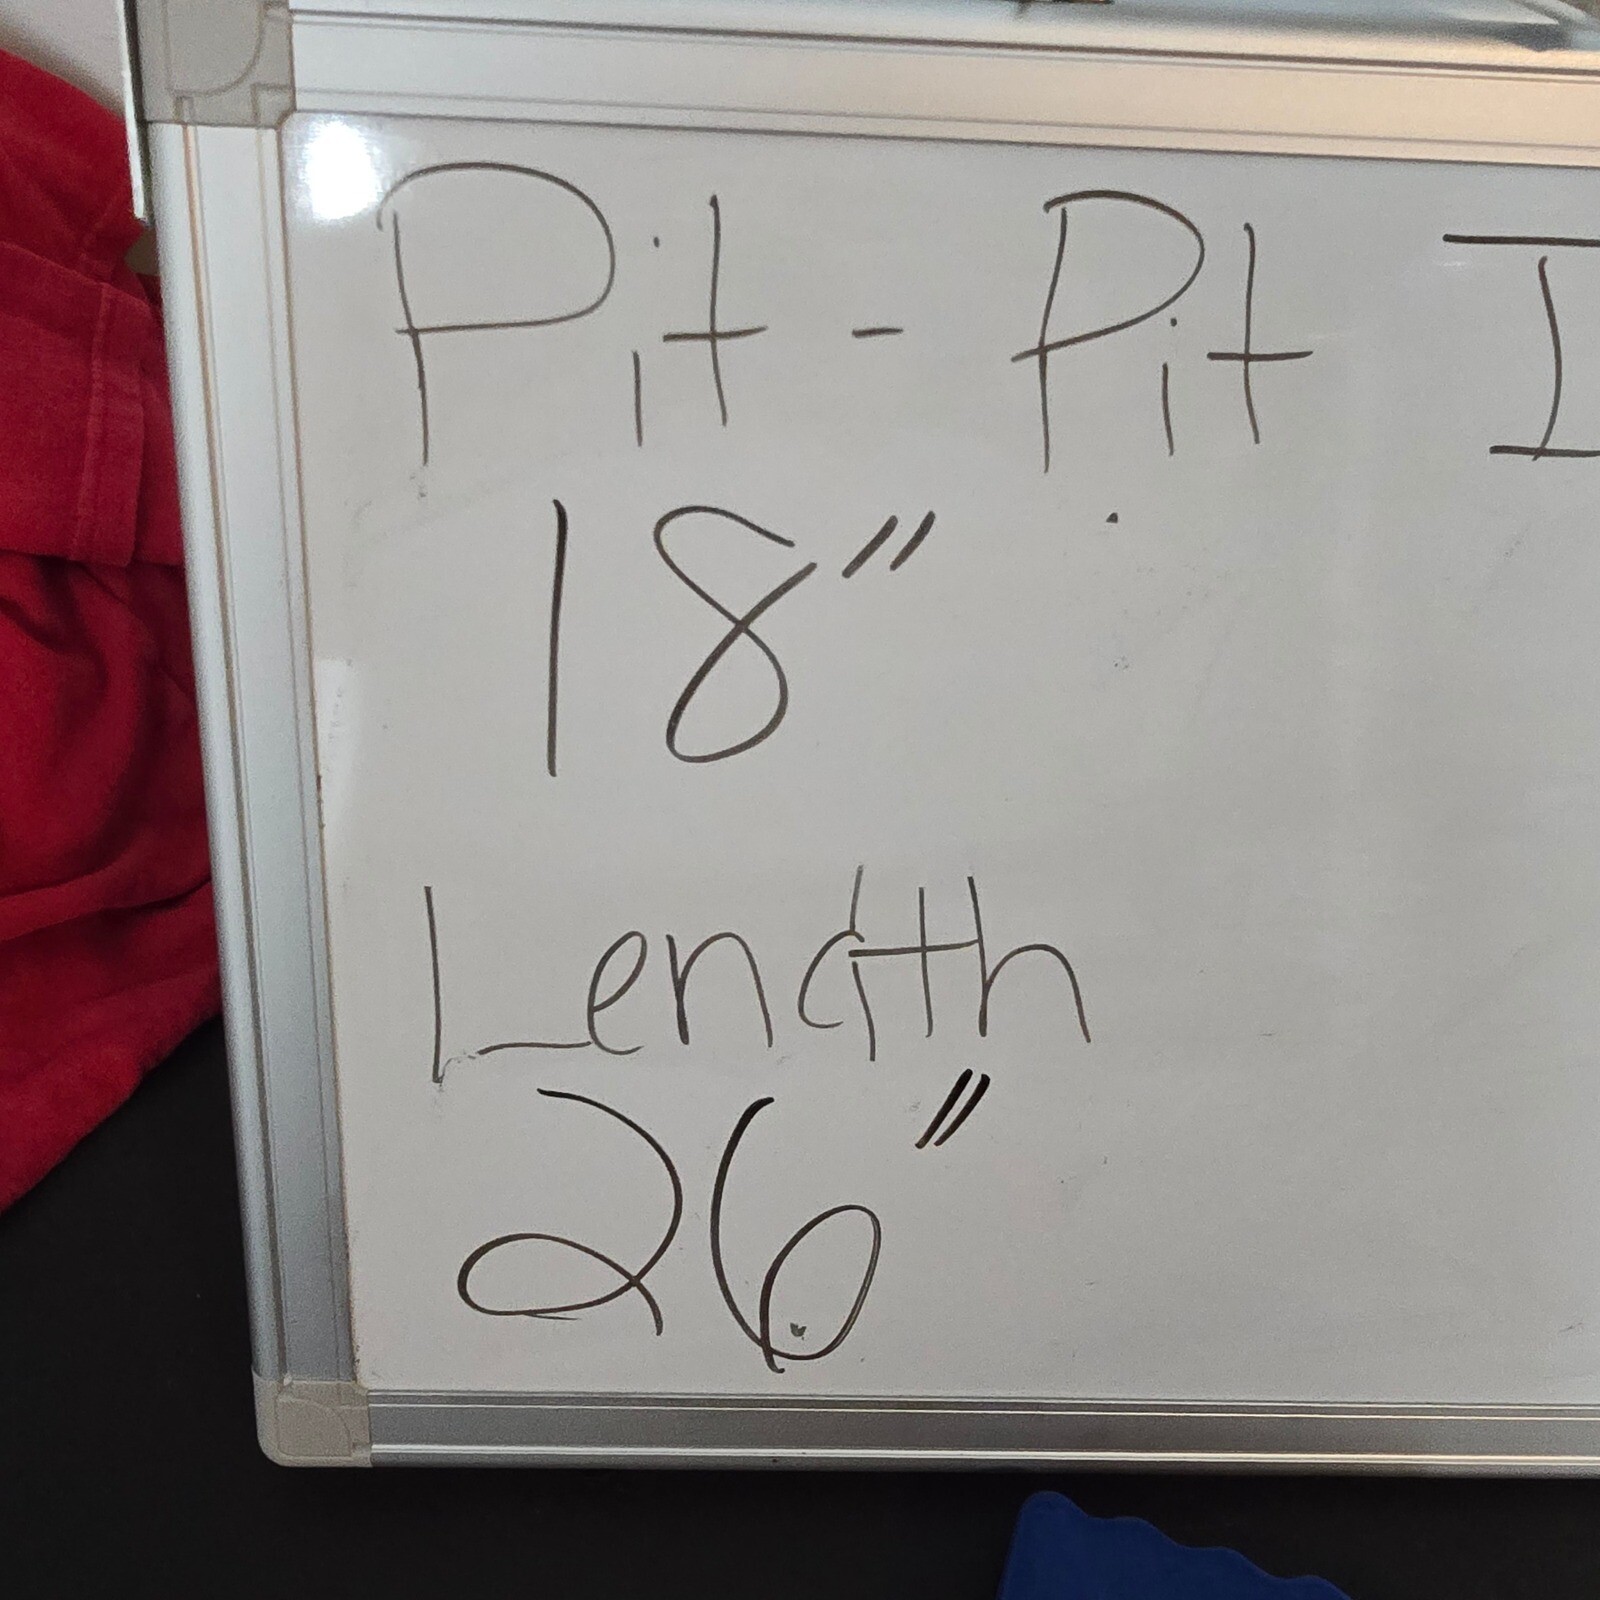 Pit - Pit I
18"
Length
26"